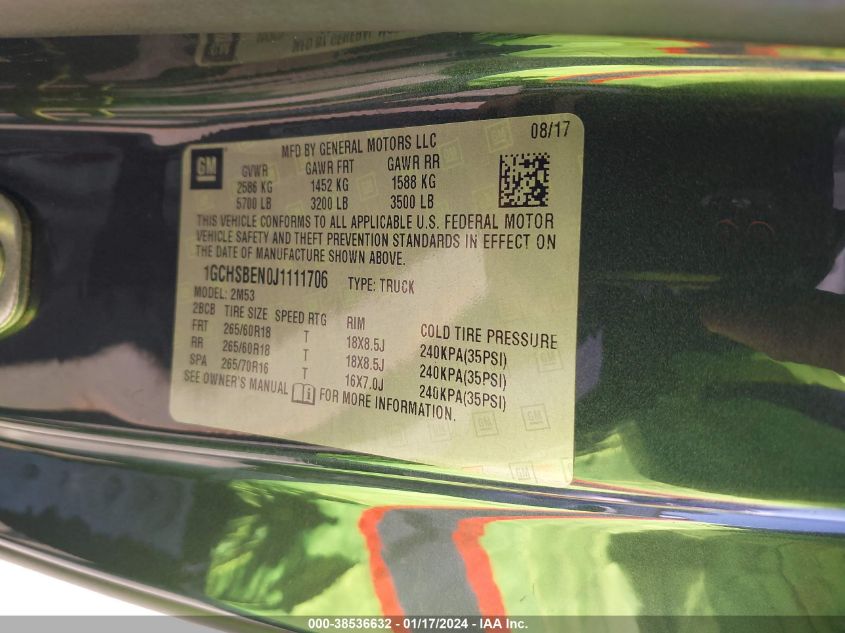 GM
MFD BY GENERAL MOTORS LLC
08/17
GVWR GAWR FRT GAWR RR
2586 KG 1452 KG 1588 KG
5700 LB 3200 LB 3500 LB
THIS VEHICLE CONFORMS TO ALL APPLICABLE U.S. FEDERAL MOTOR
VEHICLE SAFETY AND THEFT PREVENTION STANDARDS IN EFFECT ON
THE DATE OF MANUFACTURE SHOWN ABOVE.
1GCHSBEN0J1111706 TYPE: TRUCK
MODEL: 2M53
2BCB TIRE SIZE SPEED RTG RIM COLD TIRE PRESSURE
FRT 265/60R18 T 18X8.5J 240KPA(35PSI)
RR 265/60R18 T 18X8.5J 240KPA(35PSI)
SPA 265/70R16 T 16X7.0J 240KPA(35PSI)
SEE OWNER'S MANUAL FOR MORE INFORMATION.
000-38536632 - 01/17/2024 - IAA Inc.